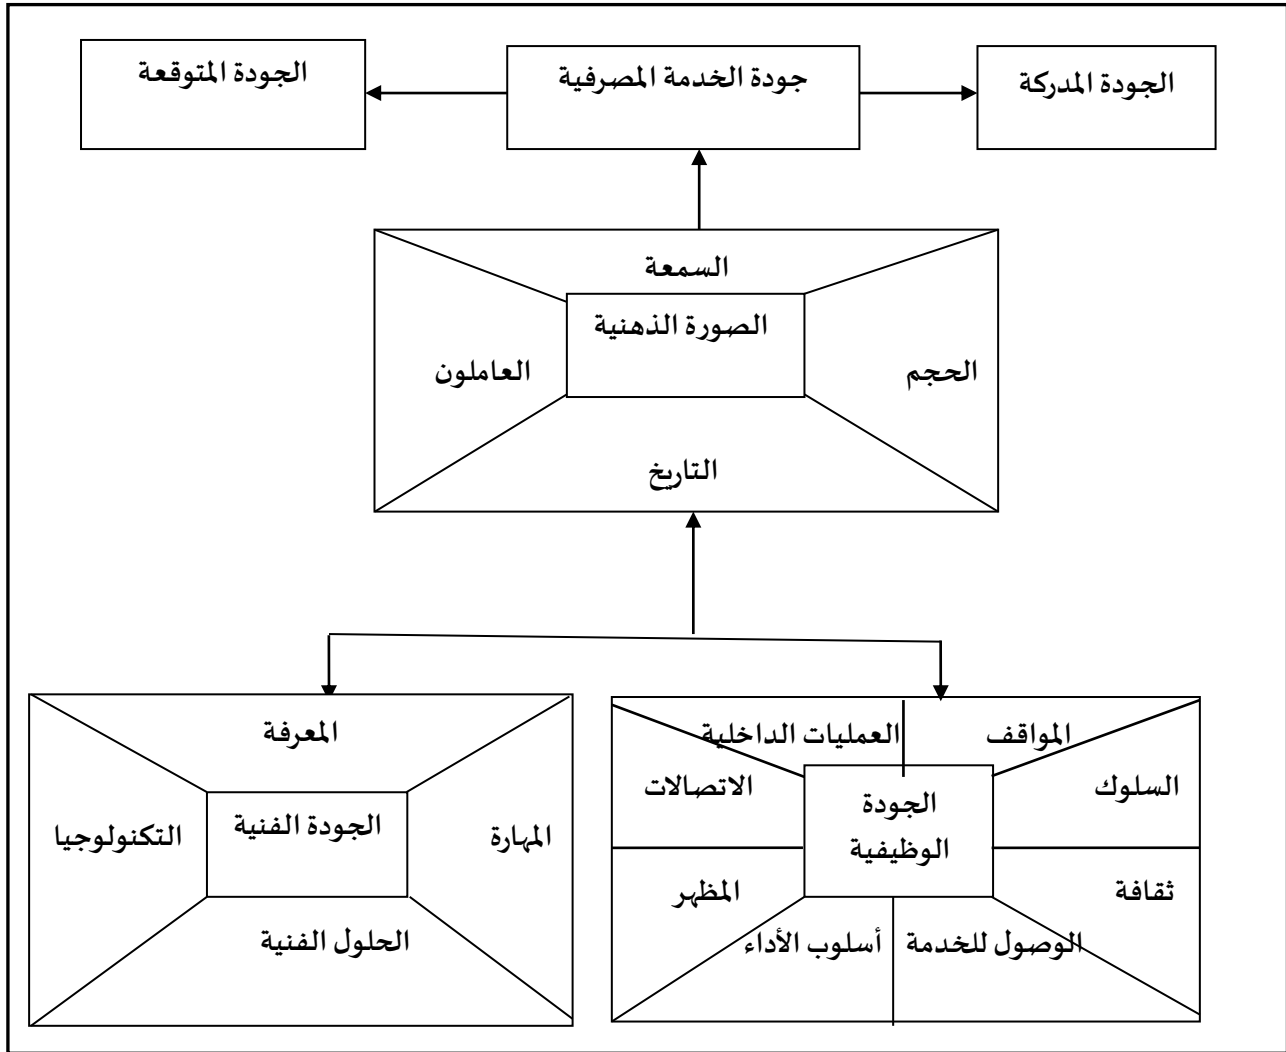 الجودة المدركة
جودة الخدمة المصرفية
الجودة المتوقعة
السمعة
الصورة الذهنية
الحجم
العاملون
التاريخ
المواقف
العمليات الداخلية
السلوك
الاتصالات
الجودة
الوظيفية
ثقافة
المظهر
الوصول للخدمة
أسلوب الأداء
المعرفة
الجودة الفنية
المهارة
التكنولوجيا
الحلول الفنية